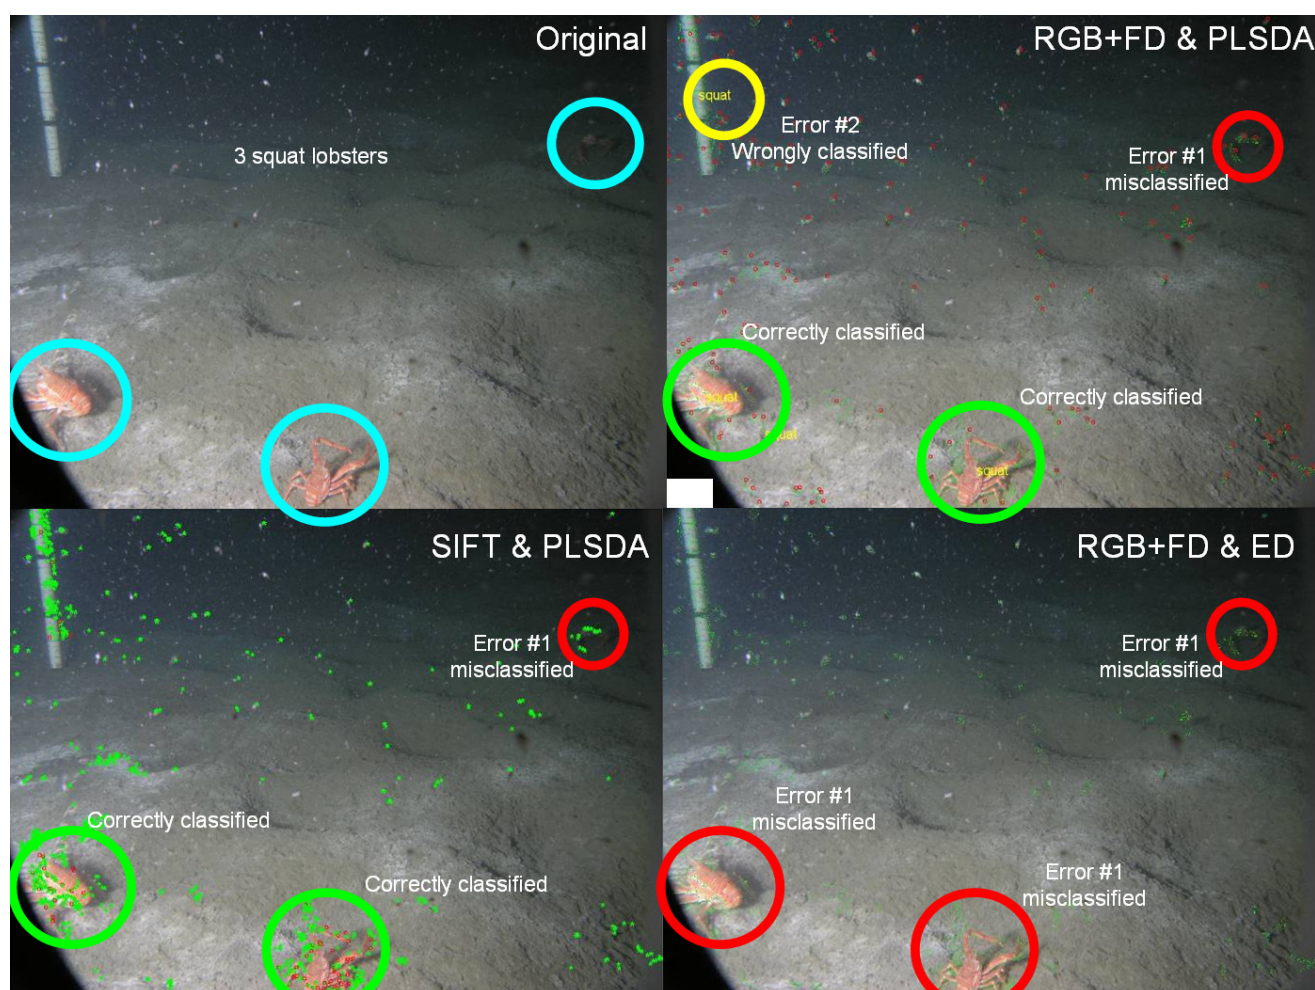 Original
3 squat lobsters
RGB+FD & PLSDA
squat
Error #2
Wrongly classified
Error #1
misclassified
Correctly classified
squat
Correctly classified
squat
squat
SIFT & PLSDA
Error #1
misclassified
Correctly classified
Correctly classified
RGB+FD & ED
Error #1
misclassified
Error #1
misclassified
Error #1
misclassified